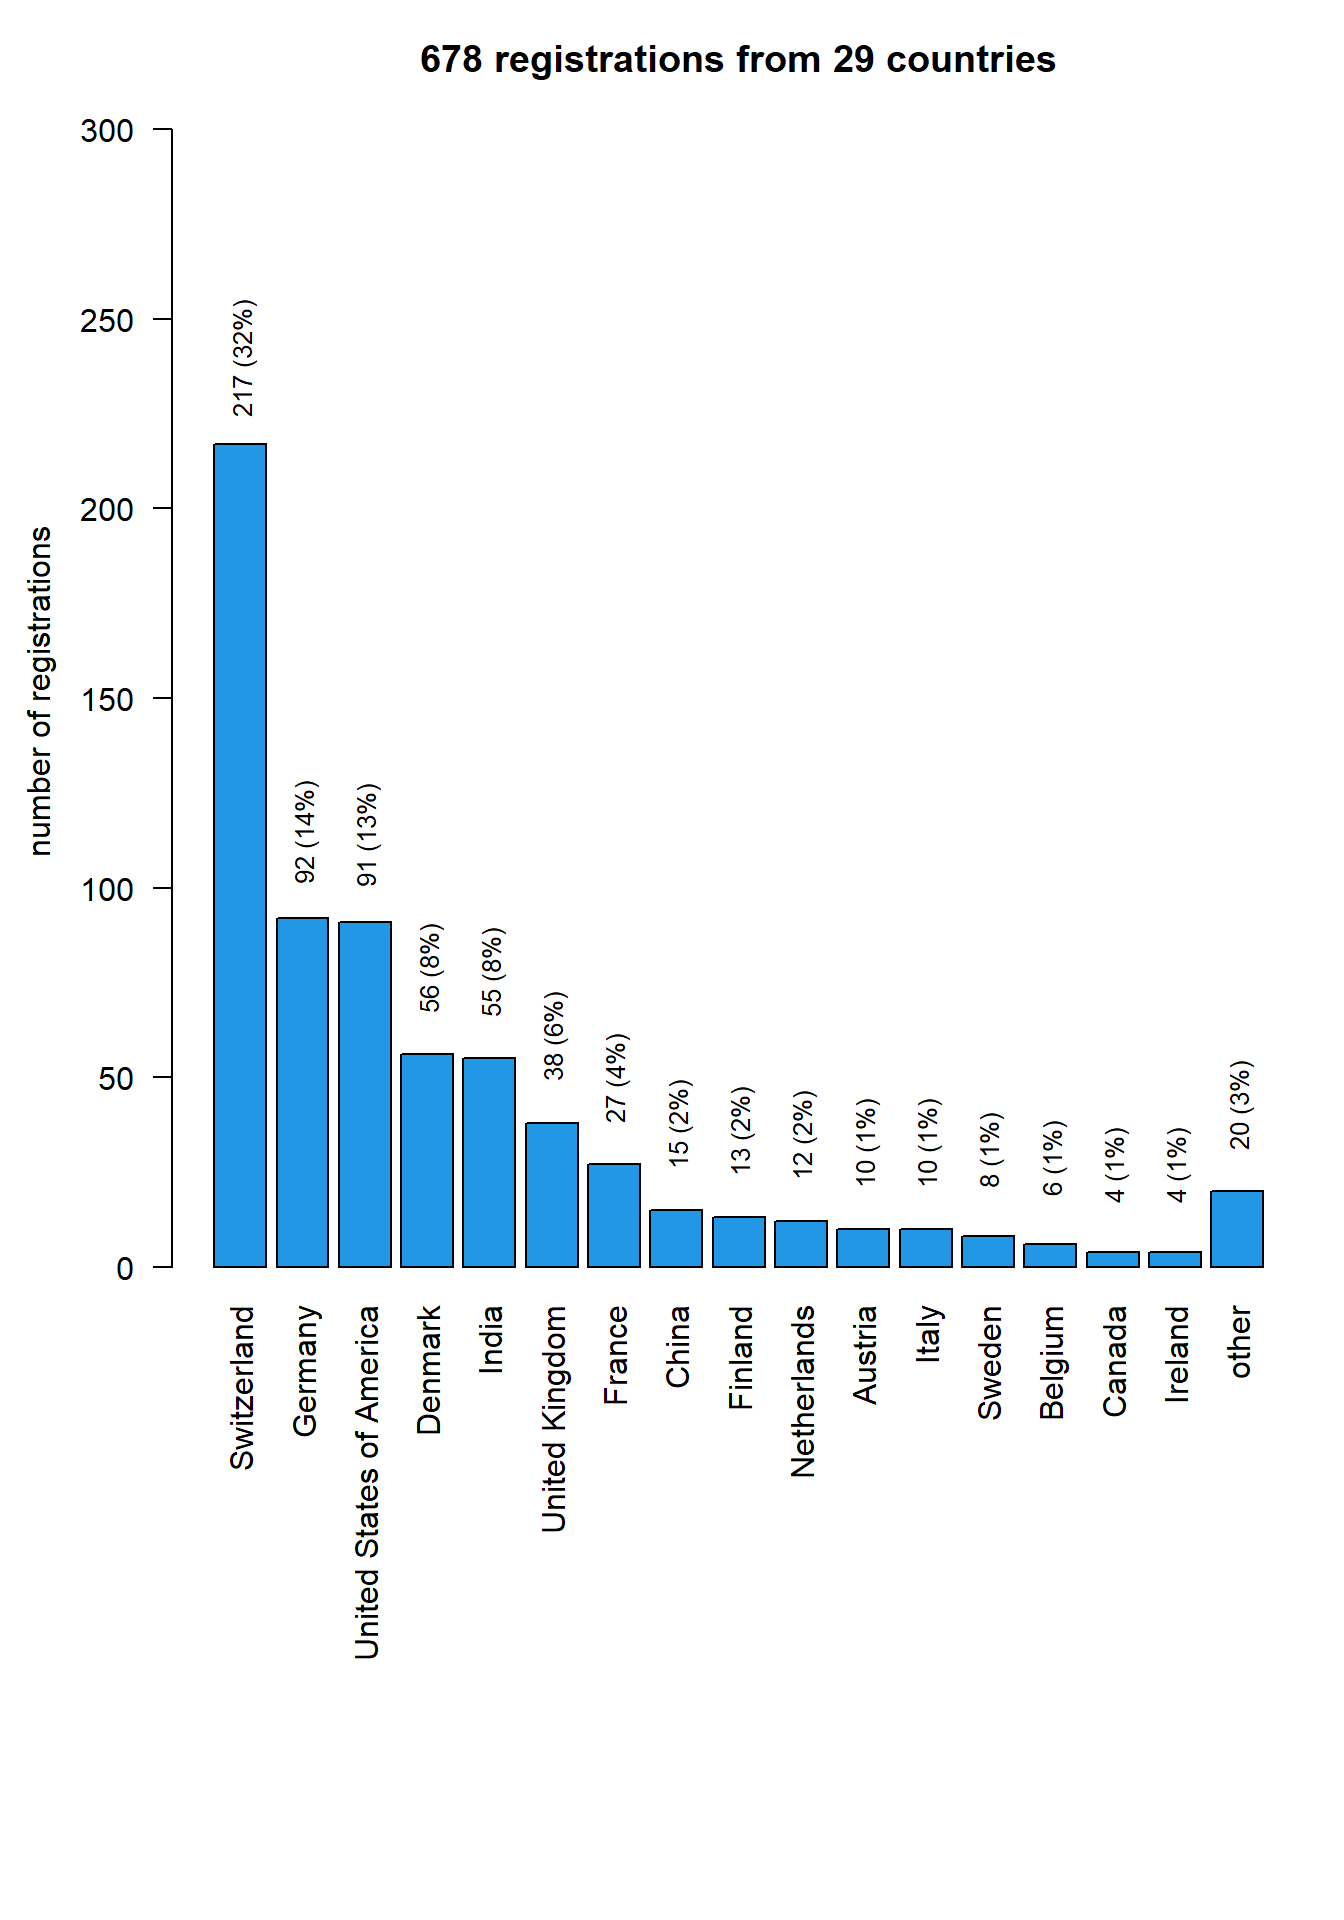 678 registrations from 29 countries
number of registrations
300
250
200
150
100
50
0
217 (32%)
92 (14%)
91 (13%)
56 (8%)
55 (8%)
38 (6%)
27 (4%)
15 (2%)
13 (2%)
12 (2%)
10 (1%)
10 (1%)
8 (1%)
6 (1%)
4 (1%)
4 (1%)
20 (3%)
Switzerland
Germany
United States of America
Denmark
India
United Kingdom
France
China
Finland
Netherlands
Austria
Italy
Sweden
Belgium
Canada
Ireland
other